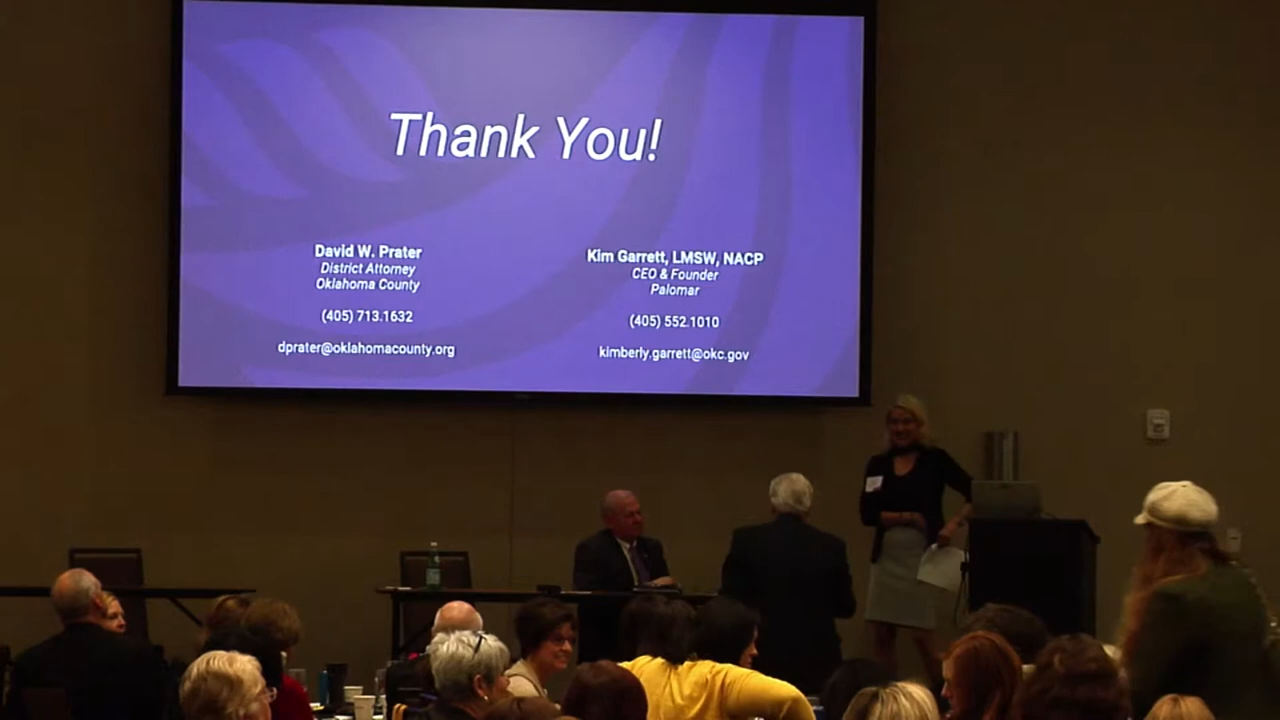 Thank You!
David W. Prater
District Attorney
Oklahoma County
(405) 713.1632
dprater@oklahomacounty.org
Kim Garrett, LMSW, NACP
CEO & Founder
Palomar
(405) 552.1010
kimberly.garrett@okc.gov